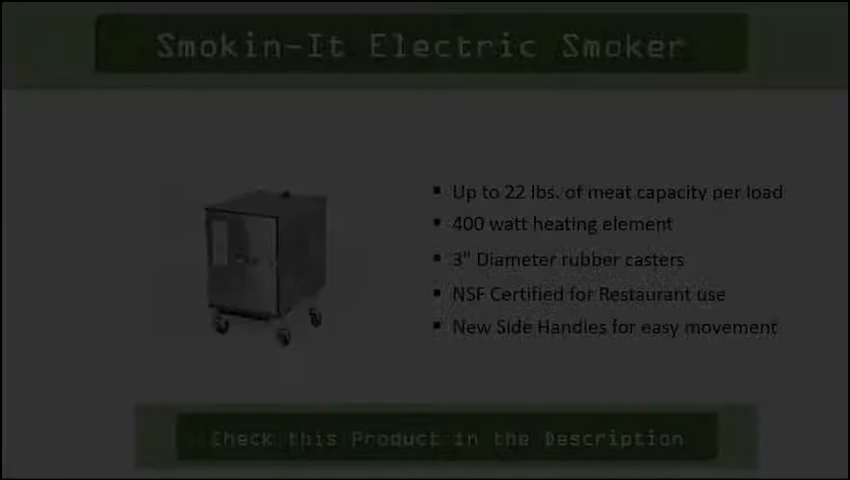 Smokin-It Electric Smoker
▪ Up to 22 lbs. of meat capacity per load
▪ 400 watt heating element
▪ 3" Diameter rubber casters
▪ NSF Certified for Restaurant use
▪ New Side Handles for easy movement
Check this Product in the Description